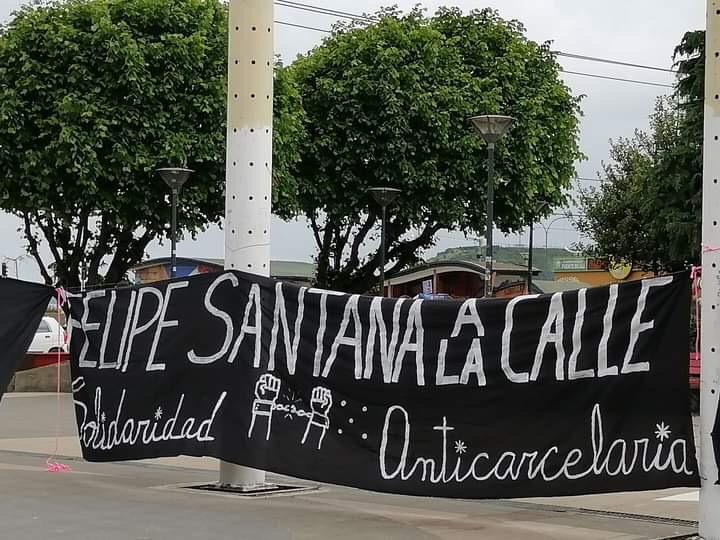 FELIPE SANTANA A LA CALLE
Solidaridad Anticarcelaria